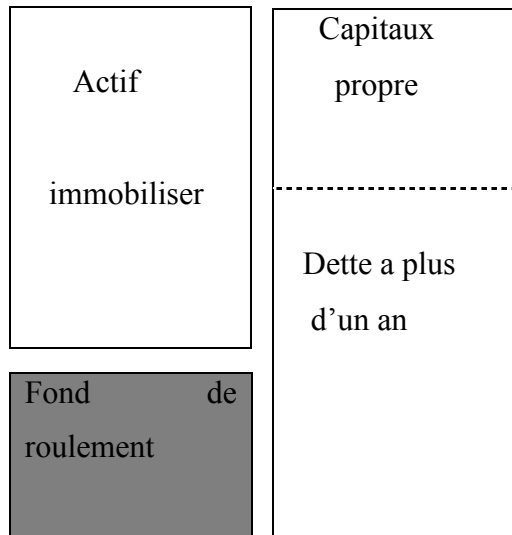 Actif
immobiliser
Fond de
roulement
Capitaux
propre
Dette a plus
d'un an